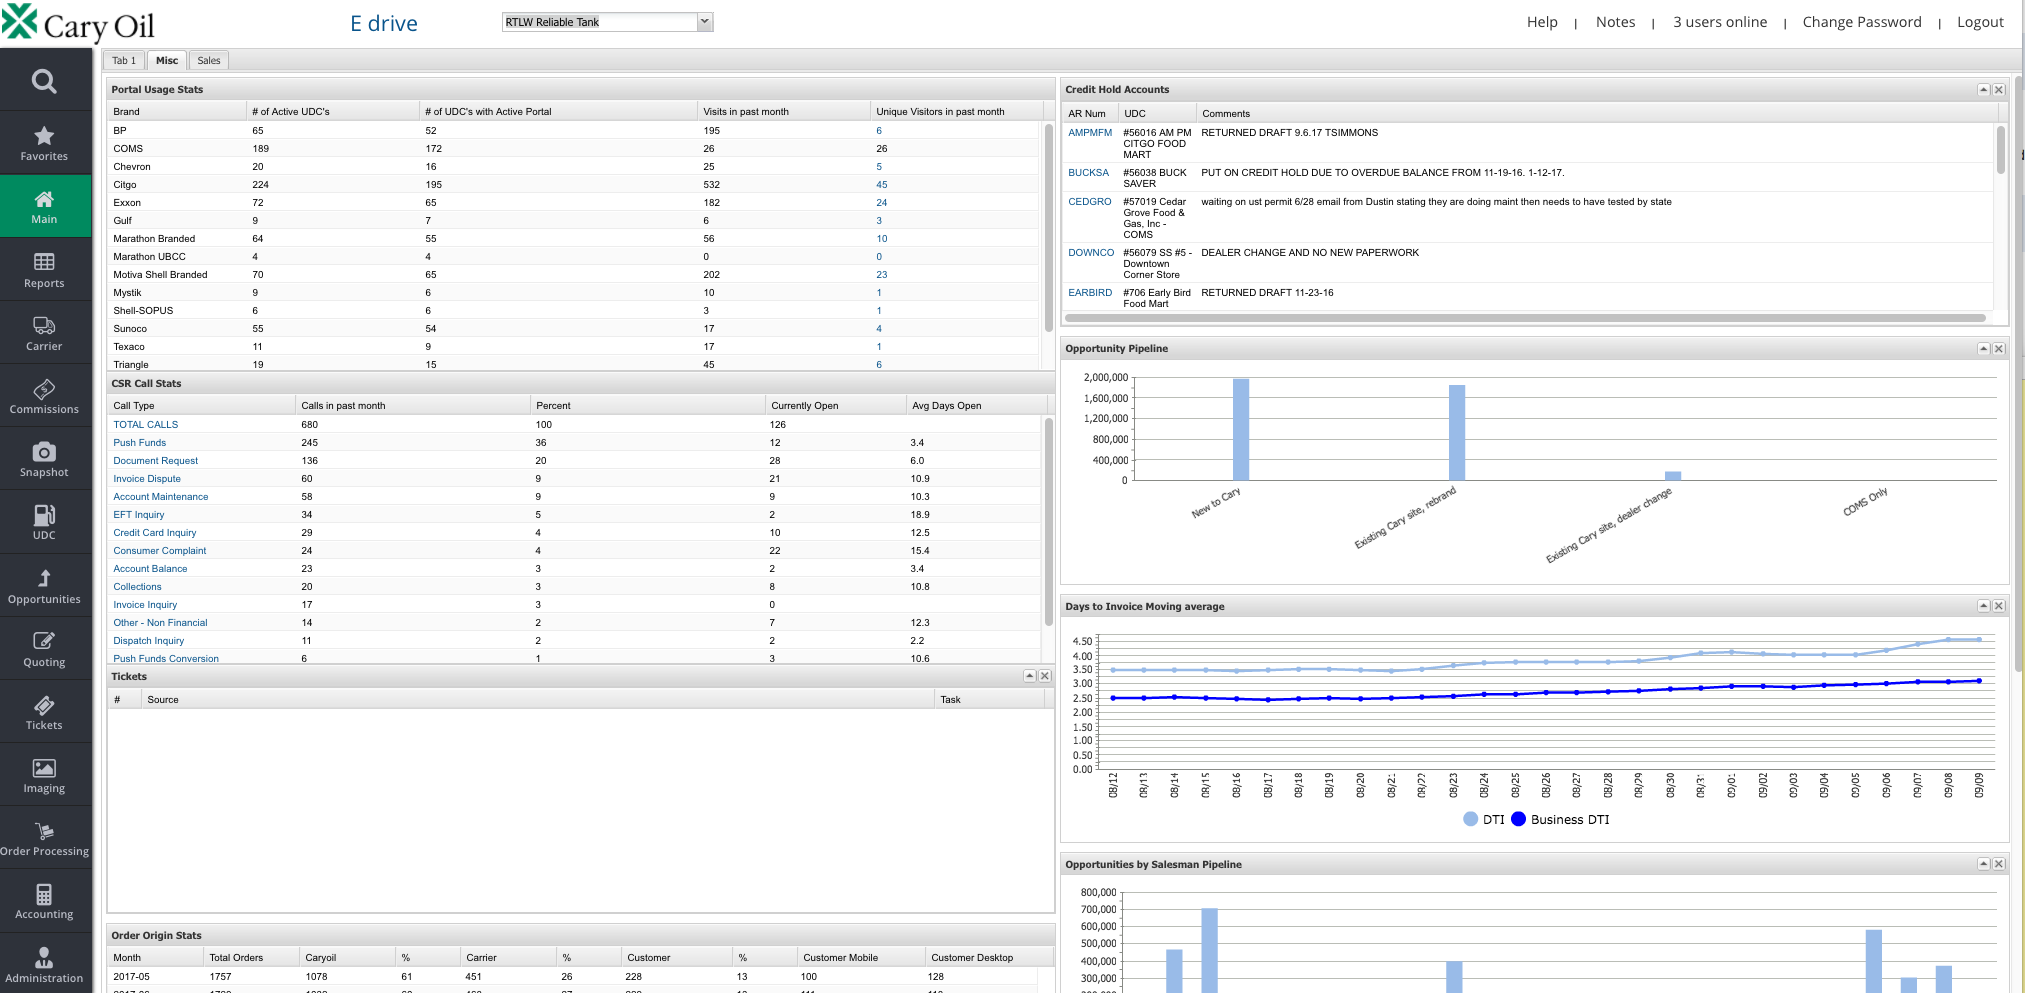 Cary Oil
E drive
RTLW Reliable Tank
Help | Notes | 3 users online | Change Password | Logout
Favorites
Main
Reports
Carrier
Commissions
Snapshot
UDC
Opportunities
Quoting
Tickets
Imaging
Order Processing
Accounting
Administration
Tab 1 Misc Sales
Portal Usage Stats
Brand # of Active UDC's # of UDC's with Active Portal Visits in past month Unique Visitors in past month
BP 65 52 195 6
COMS 189 172 26 26
Chevron 20 16 25 5
Citgo 224 195 532 45
Exxon 72 65 182 24
Gulf 9 7 6 3
Marathon Branded 64 55 56 10
Marathon UBCC 4 4 0 0
Motiva Shell Branded 70 65 202 23
Mystik 9 6 10 1
Shell-SOPUS 6 6 3 1
Sunoco 55 54 17 4
Texaco 11 9 17 1
Triangle 19 15 45 6
CSR Call Stats
Call Type Calls in past month Percent Currently Open Avg Days Open
TOTAL CALLS 680 100 126
Push Funds 245 36 12 3.4
Document Request 136 20 28 6.0
Invoice Dispute 60 9 21 10.9
Account Maintenance 58 9 9 10.3
EFT Inquiry 34 5 2 18.9
Credit Card Inquiry 29 4 10 12.5
Consumer Complaint 24 4 22 15.4
Account Balance 23 3 2 3.4
Collections 20 3 8 10.8
Invoice Inquiry 17 3 0
Other - Non Financial 14 2 7 12.3
Dispatch Inquiry 11 2 2 2.2
Push Funds Conversion 6 1 3 10.6
Tickets
# Source Task
Order Origin Stats
Month Total Orders Caryoil % Carrier % Customer % Customer Mobile Customer Desktop
2017-05 1757 1078 61 451 26 228 13 100 128
Credit Hold Accounts
AR Num UDC Comments
AMPMFM #56016 AM PM RETURNED DRAFT 9.6.17 TSIMMONS
CITGO FOOD
MART
BUCKSA #56038 BUCK PUT ON CREDIT HOLD DUE TO OVERDUE BALANCE FROM 11-19-16. 1-12-17.
SAVER
CEDGRO #57019 Cedar waiting on ust permit 6/28 email from Dustin stating they are doing maint then needs to have tested by state
Grove Food &
Gas, Inc -
COMS
DOWNCO #56079 SS #5 - DEALER CHANGE AND NO NEW PAPERWORK
Downtown
Corner Store
EARBIRD #706 Early Bird RETURNED DRAFT 11-23-16
Food Mart
Opportunity Pipeline
2,000,000
1,600,000
1,200,000
800,000
400,000
0
New to Cary
Existing Cary site, rebrand
Existing Cary site, dealer change
COMS Only
Days to Invoice Moving average
4.50
4.00
3.50
3.00
2.50
2.00
1.50
1.00
0.50
0.00
08/12 08/13 08/14 08/15 08/16 08/17 08/18 08/19 08/20 08/21 08/22 08/23 08/24 08/25 08/26 08/27 08/28 08/29 08/30 08/31 09/01 09/02 09/03 09/04 09/05 09/06 09/07 09/08 09/09
DTI Business DTI
Opportunities by Salesman Pipeline
800,000
700,000
600,000
500,000
400,000
300,000